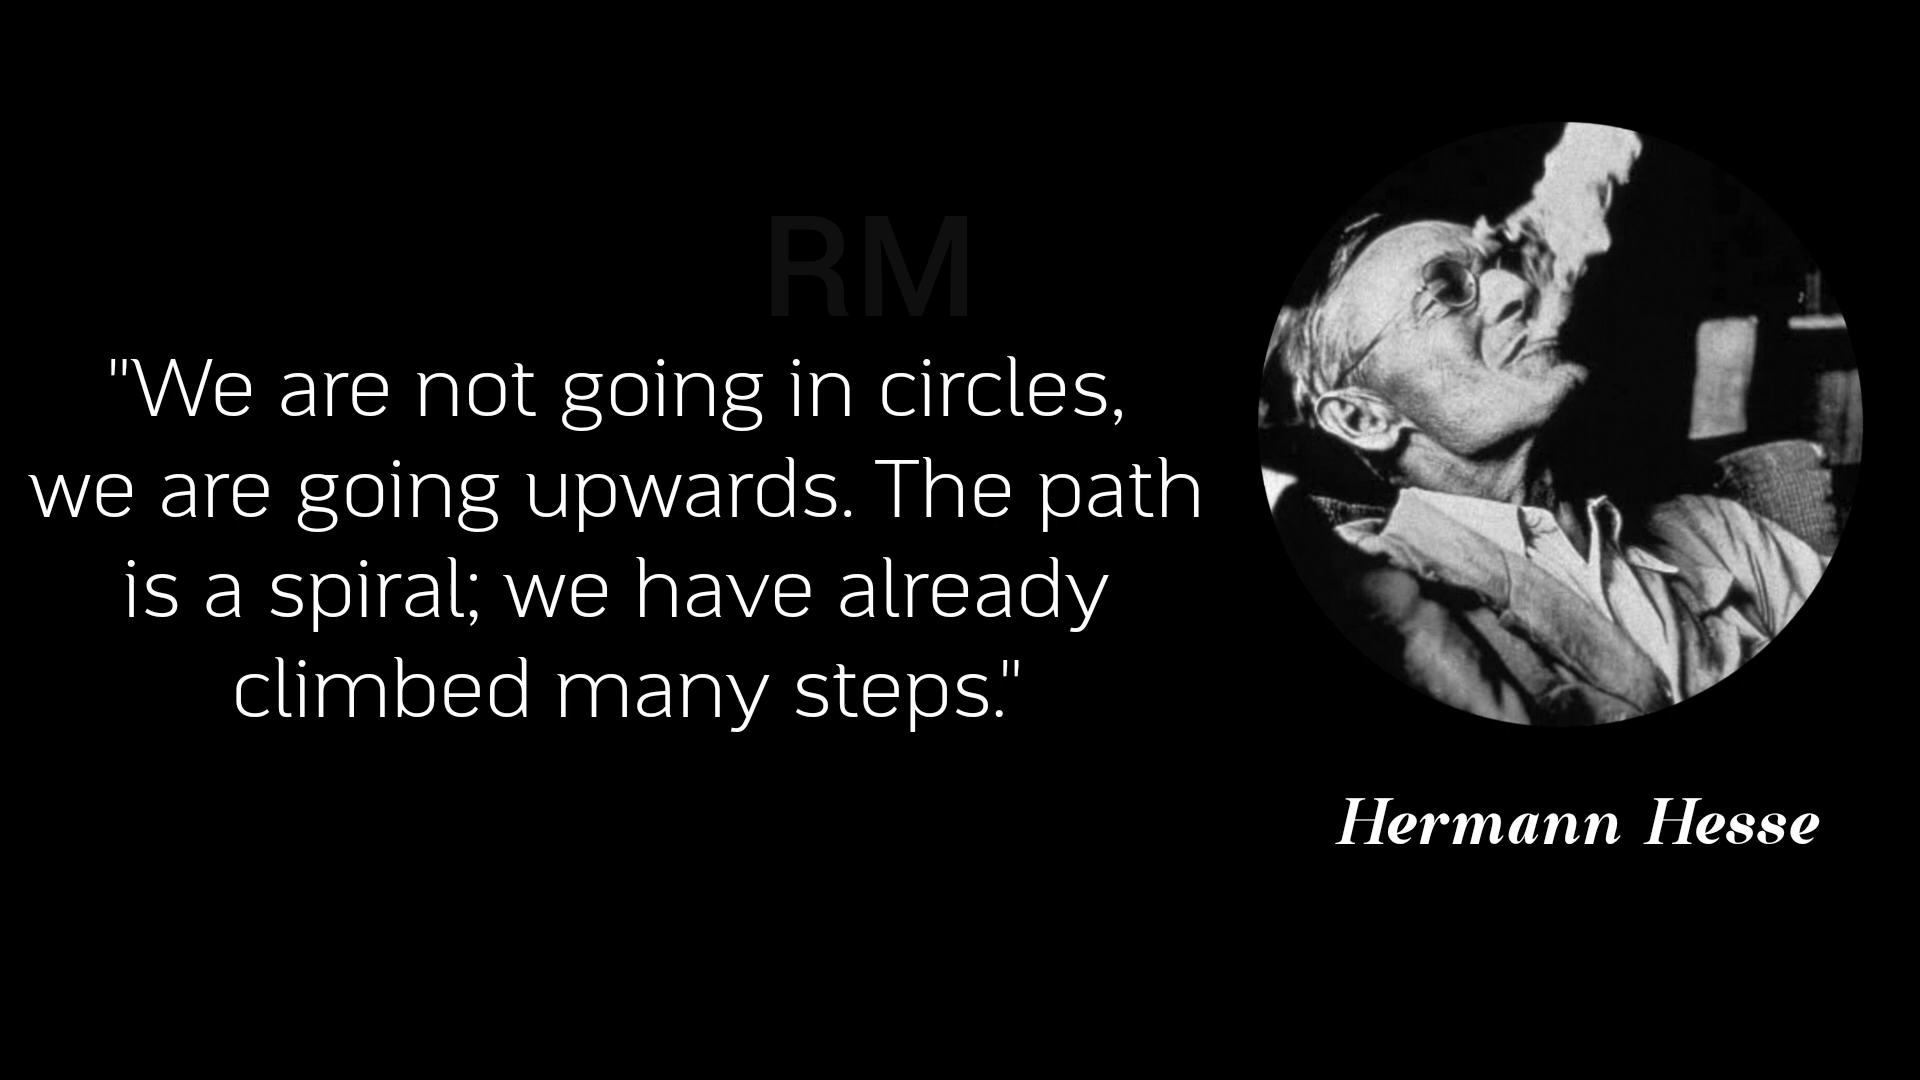 RM
"We are not going in circles,
we are going upwards. The path
is a spiral; we have already
climbed many steps."
Hermann Hesse